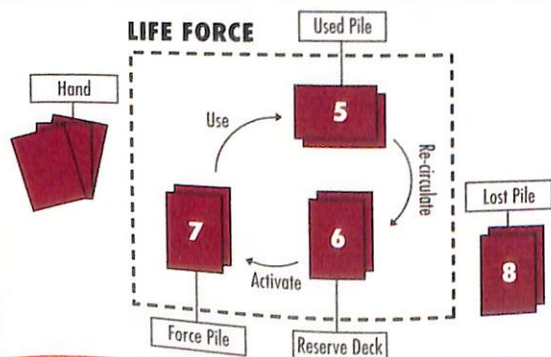 Used Pile
LIFE FORCE
Hand
5
Use
Re-circulate
Lost Pile
7
6
8
Activate
Force Pile
Reserve Deck